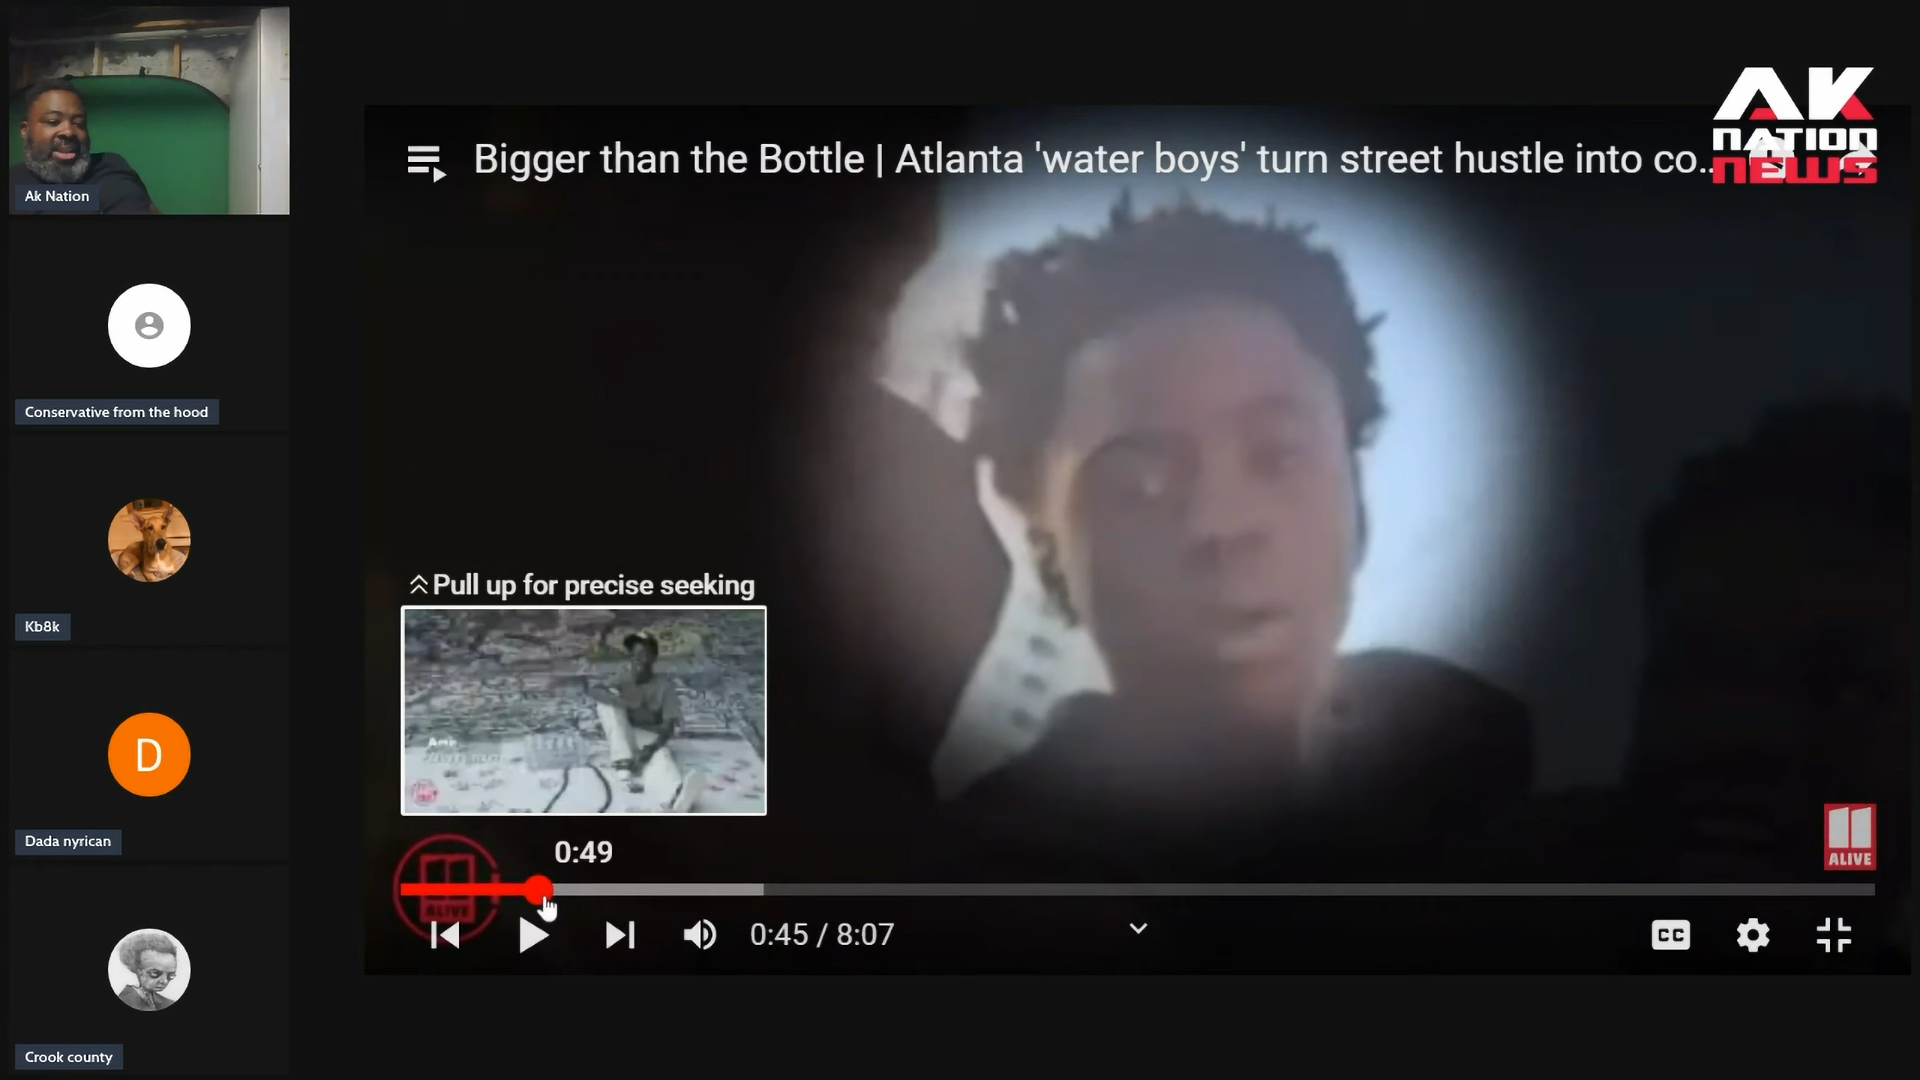 Ak Nation
Conservative from the hood
Kb8k
D
Dada nyrican
Crook county
Bigger than the Bottle | Atlanta 'water boys' turn street hustle into co...
AK
NATION
NEWS
Pull up for precise seeking
0:49
ALIVE
0:45 / 8:07
CC
11
ALIVE